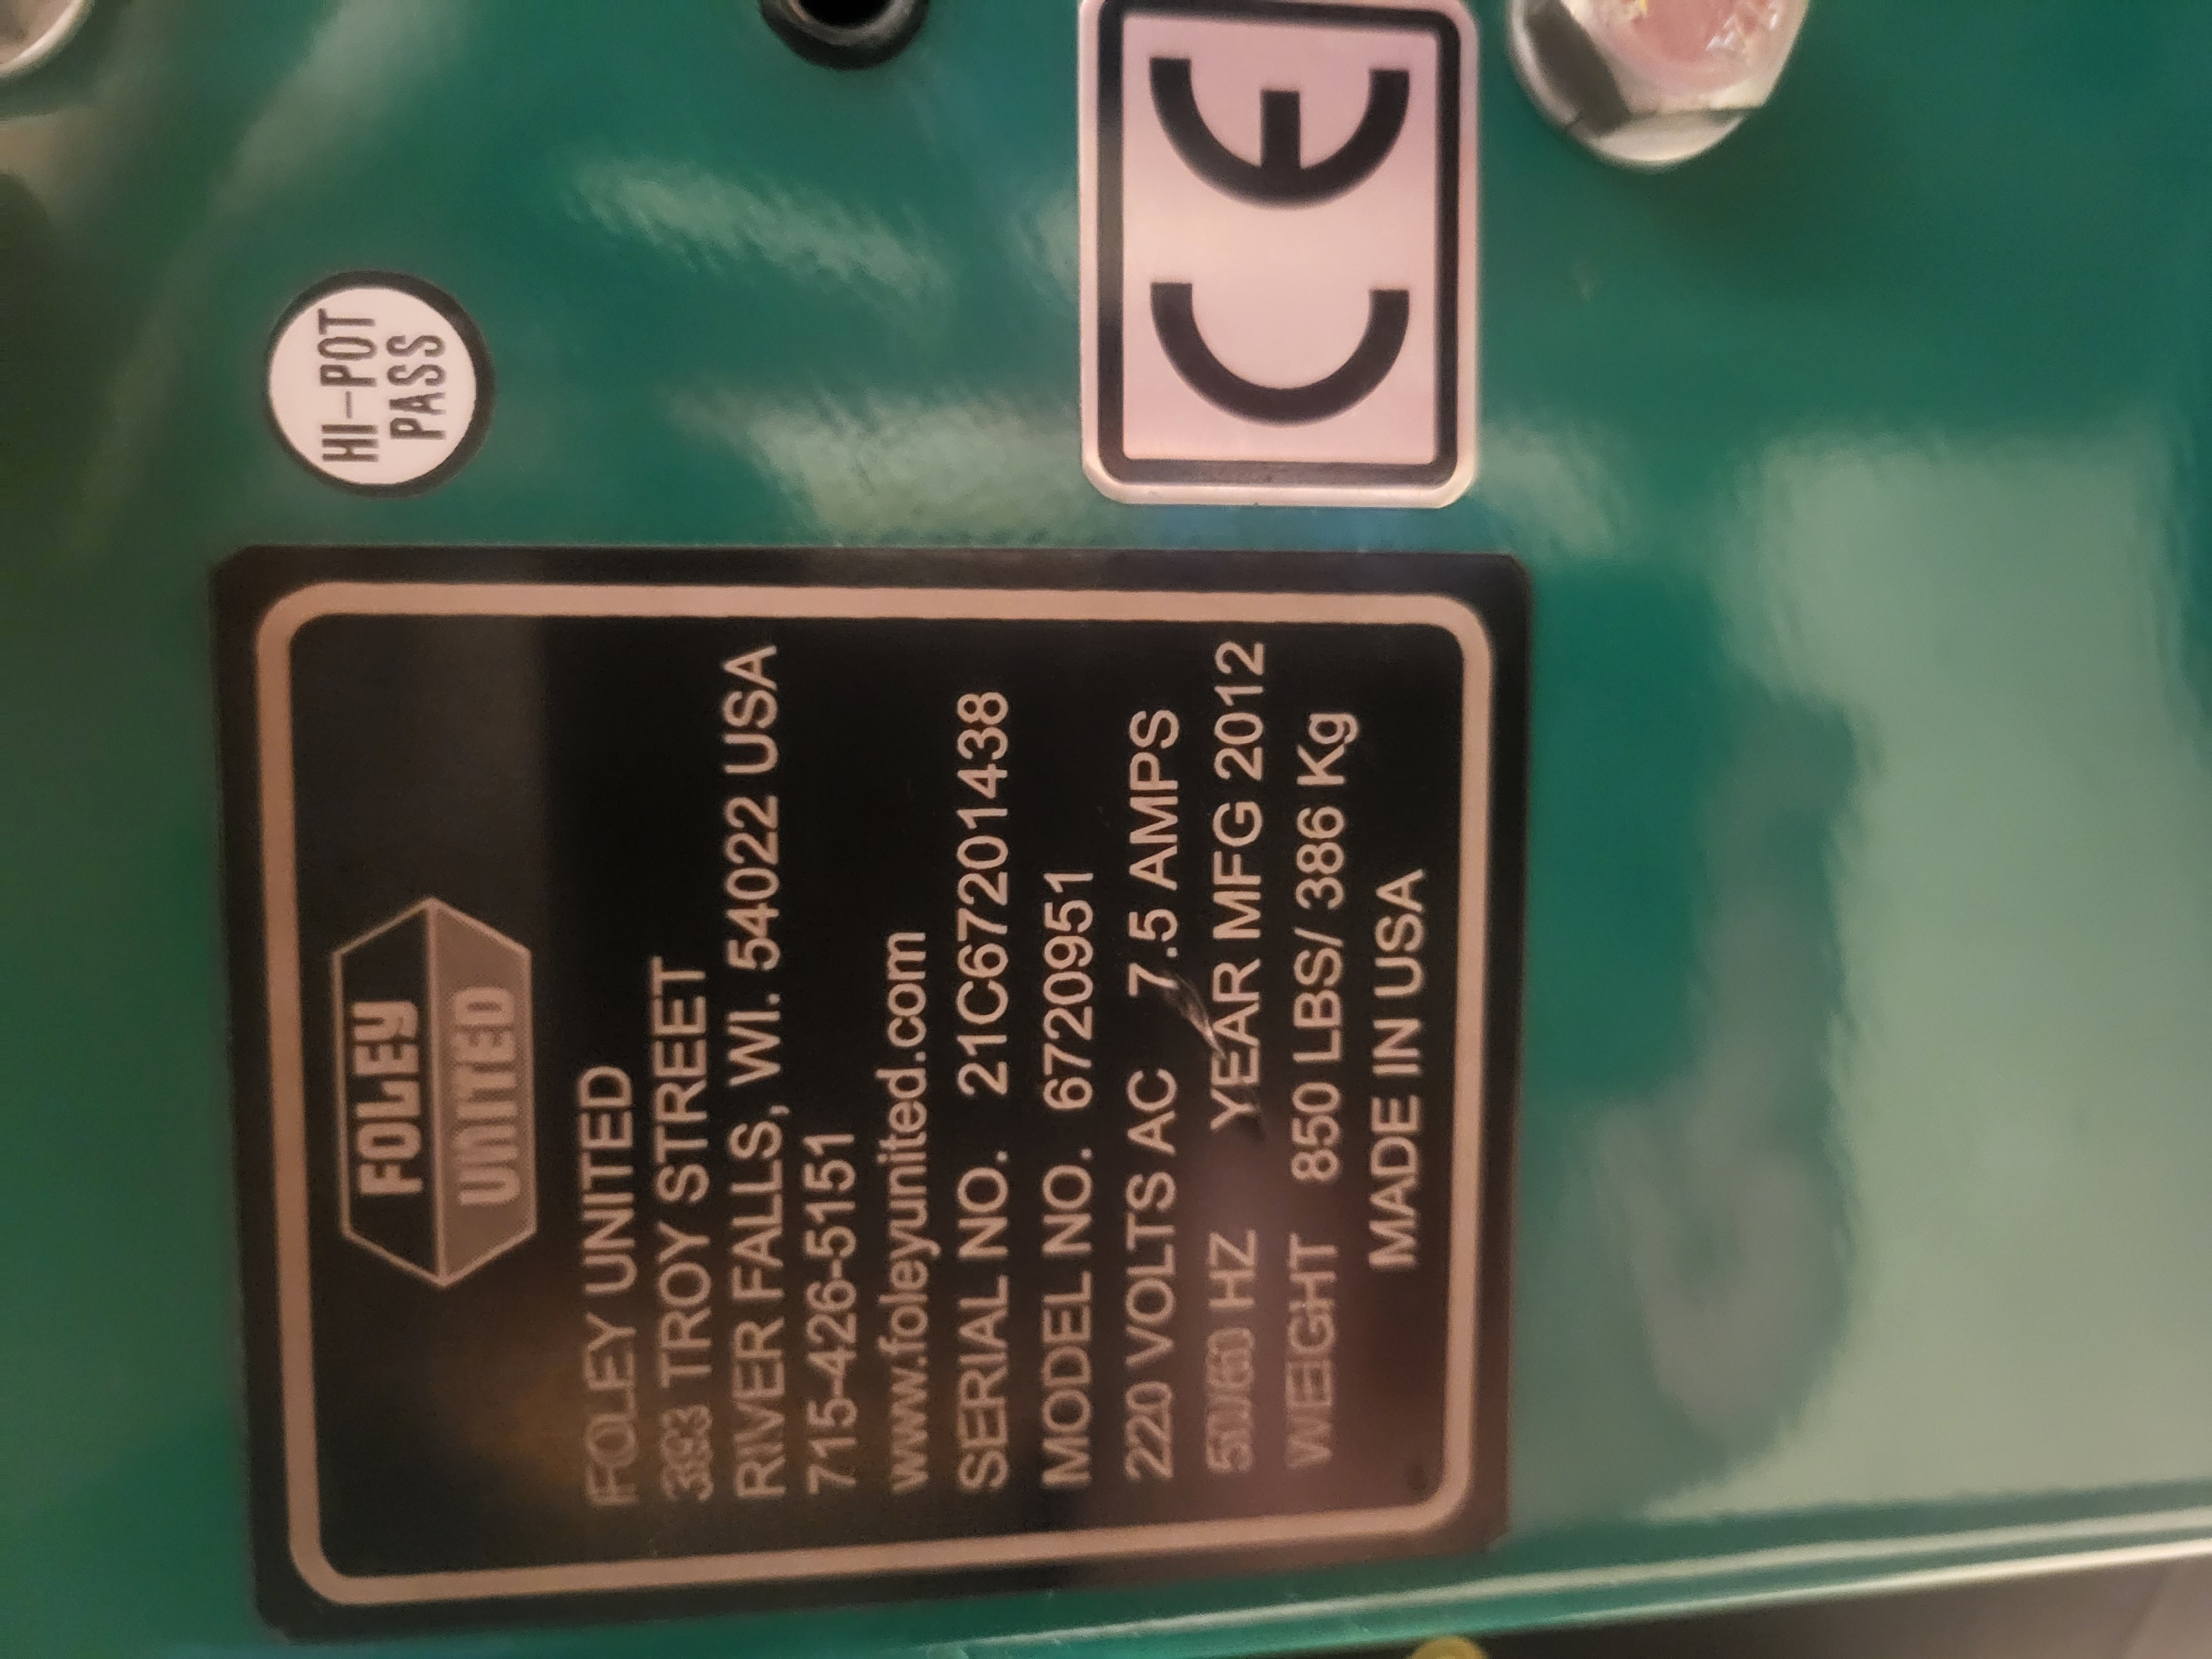 FOLEY
UNITED
FOLEY UNITED
393 TROY STREET
RIVER FALLS, WI. 54022 USA
715-426-5151
www.foleyunited.com
SERIAL NO. 21C67201438
MODEL NO. 6720951
220 VOLTS AC 7.5 AMPS
50/60 HZ YEAR MFG 2012
WEIGHT 850 LBS/ 386 Kg
MADE IN USA
HI-POT
PASS
CE